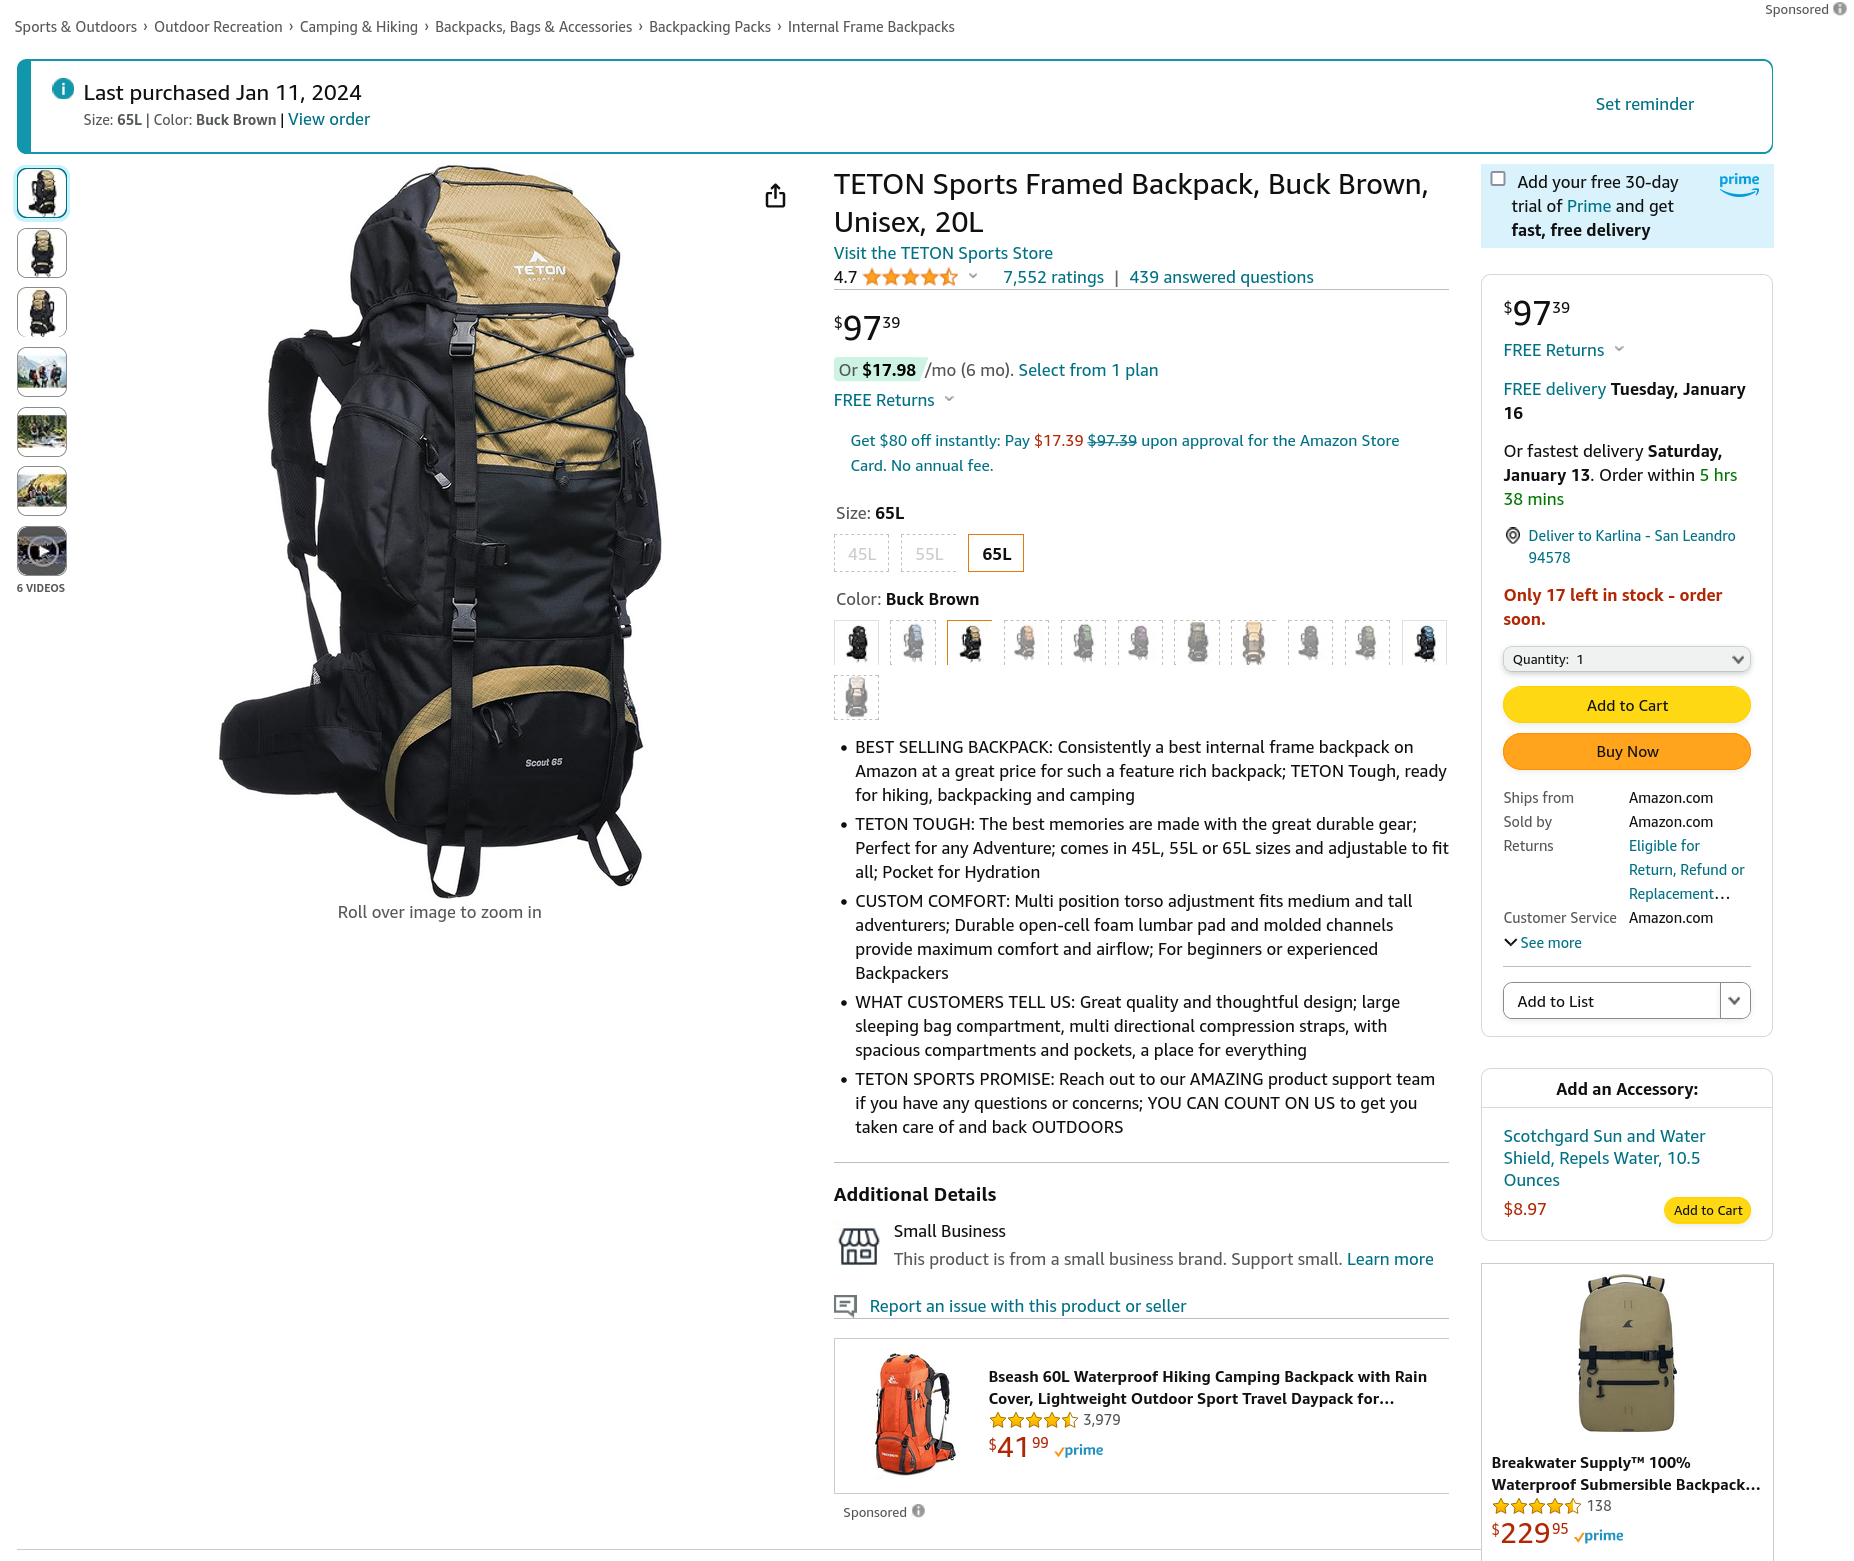 Sponsored
Sports & Outdoors › Outdoor Recreation › Camping & Hiking › Backpacks, Bags & Accessories › Backpacking Packs › Internal Frame Backpacks
Last purchased Jan 11, 2024
Size: 65L | Color: Buck Brown | View order
Set reminder
6 VIDEOS
TETON
SPORTS
Scout 65
Roll over image to zoom in
TETON Sports Framed Backpack, Buck Brown,
Unisex, 20L
Visit the TETON Sports Store
4.7 7,552 ratings | 439 answered questions
$97 39
Or $17.98 /mo (6 mo). Select from 1 plan
FREE Returns
Get $80 off instantly: Pay $17.39 $97.39 upon approval for the Amazon Store
Card. No annual fee.
Size: 65L
45L 55L 65L
Color: Buck Brown
• BEST SELLING BACKPACK: Consistently a best internal frame backpack on
Amazon at a great price for such a feature rich backpack; TETON Tough, ready
for hiking, backpacking and camping
• TETON TOUGH: The best memories are made with the great durable gear;
Perfect for any Adventure; comes in 45L, 55L or 65L sizes and adjustable to fit
all; Pocket for Hydration
• CUSTOM COMFORT: Multi position torso adjustment fits medium and tall
adventurers; Durable open-cell foam lumbar pad and molded channels
provide maximum comfort and airflow; For beginners or experienced
Backpackers
• WHAT CUSTOMERS TELL US: Great quality and thoughtful design; large
sleeping bag compartment, multi directional compression straps, with
spacious compartments and pockets, a place for everything
• TETON SPORTS PROMISE: Reach out to our AMAZING product support team
if you have any questions or concerns; YOU CAN COUNT ON US to get you
taken care of and back OUTDOORS
Additional Details
Small Business
This product is from a small business brand. Support small. Learn more
Report an issue with this product or seller
Bseash 60L Waterproof Hiking Camping Backpack with Rain
Cover, Lightweight Outdoor Sport Travel Daypack for...
3,979
$41 99 prime
Sponsored
Add your free 30-day
trial of Prime and get
fast, free delivery
prime
$97 39
FREE Returns
FREE delivery Tuesday, January
16
Or fastest delivery Saturday,
January 13. Order within 5 hrs
38 mins
Deliver to Karlina - San Leandro
94578
Only 17 left in stock - order
soon.
Quantity: 1
Add to Cart
Buy Now
Ships from Amazon.com
Sold by Amazon.com
Returns Eligible for
Return, Refund or
Replacement...
Customer Service Amazon.com
See more
Add to List
Add an Accessory:
Scotchgard Sun and Water
Shield, Repels Water, 10.5
Ounces
$8.97 Add to Cart
Breakwater Supply™ 100%
Waterproof Submersible Backpack...
138
$229 95 prime